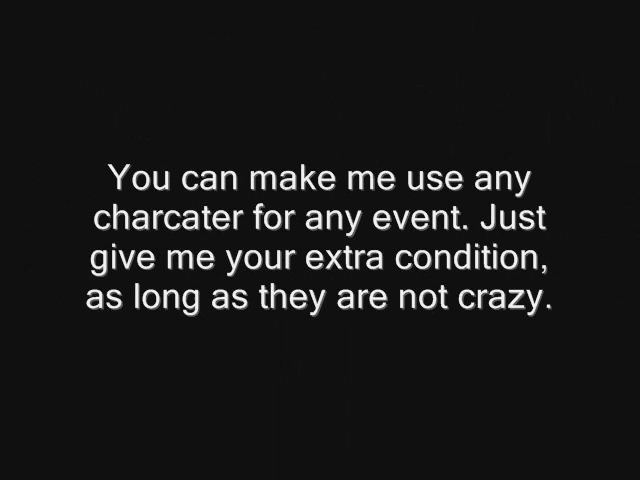 You can make me use any
charcater for any event. Just
give me your extra condition,
as long as they are not crazy.